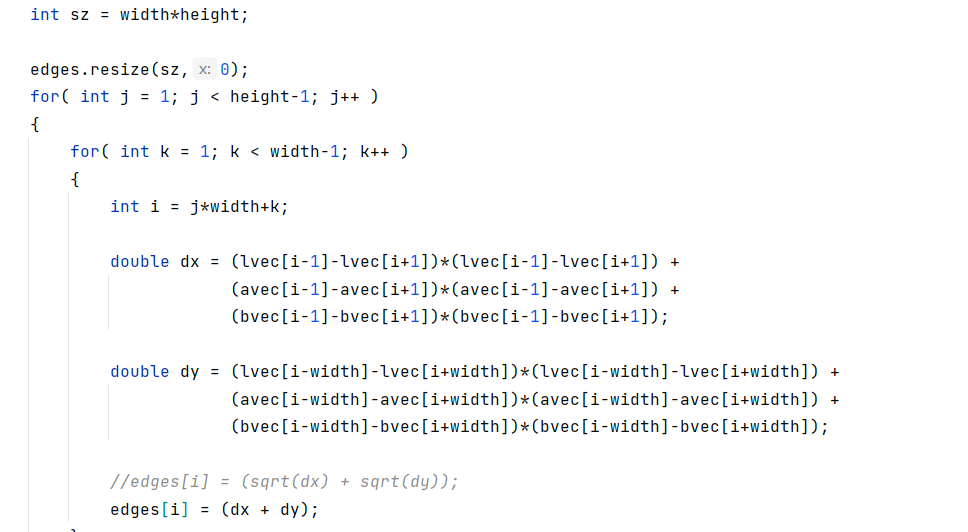 int sz = width*height;
edges.resize(sz, x: 0);
for( int j = 1; j < height-1; j++ )
{
for( int k = 1; k < width-1; k++ )
{
int i = j*width+k;
double dx = (lvec[i-1]-lvec[i+1])*(lvec[i-1]-lvec[i+1]) +
(avec[i-1]-avec[i+1])*(avec[i-1]-avec[i+1]) +
(bvec[i-1]-bvec[i+1])*(bvec[i-1]-bvec[i+1]);
double dy = (lvec[i-width]-lvec[i+width])*(lvec[i-width]-lvec[i+width]) +
(avec[i-width]-avec[i+width])*(avec[i-width]-avec[i+width]) +
(bvec[i-width]-bvec[i+width])*(bvec[i-width]-bvec[i+width]);
//edges[i] = (sqrt(dx) + sqrt(dy));
edges[i] = (dx + dy);
}